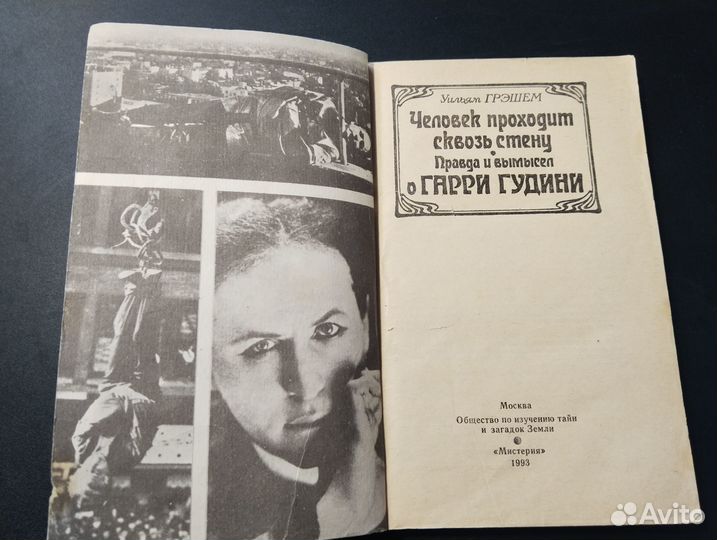 Уильям ГРЭШЕМ
Человек проходит
сквозь стену
Правда и вымысел
о ГАРРИ ГУДИНИ
Москва
Общество по изучению тайн
и загадок Земли
«Мистерия»
1993
Avito